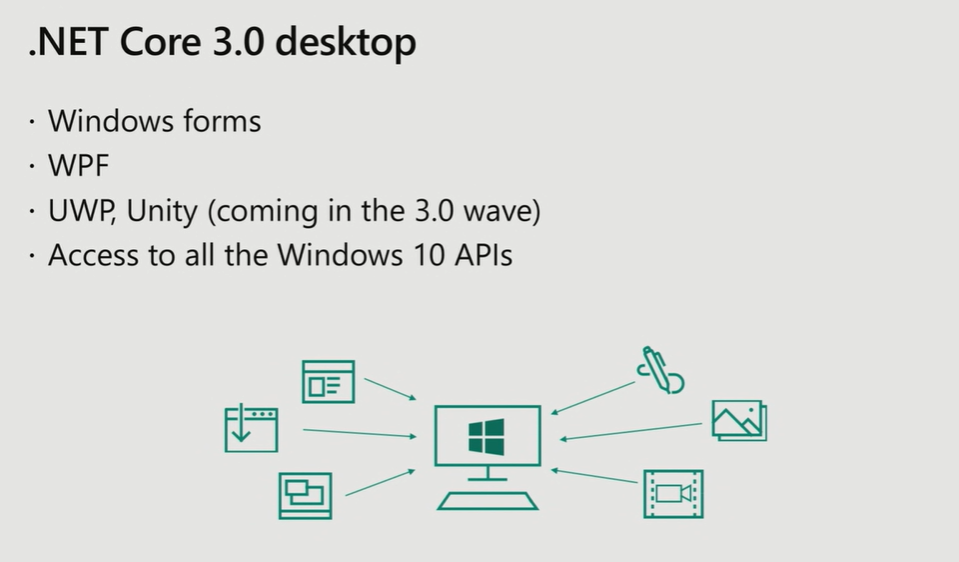 .NET Core 3.0 desktop
· Windows forms
· WPF
· UWP, Unity (coming in the 3.0 wave)
· Access to all the Windows 10 APIs